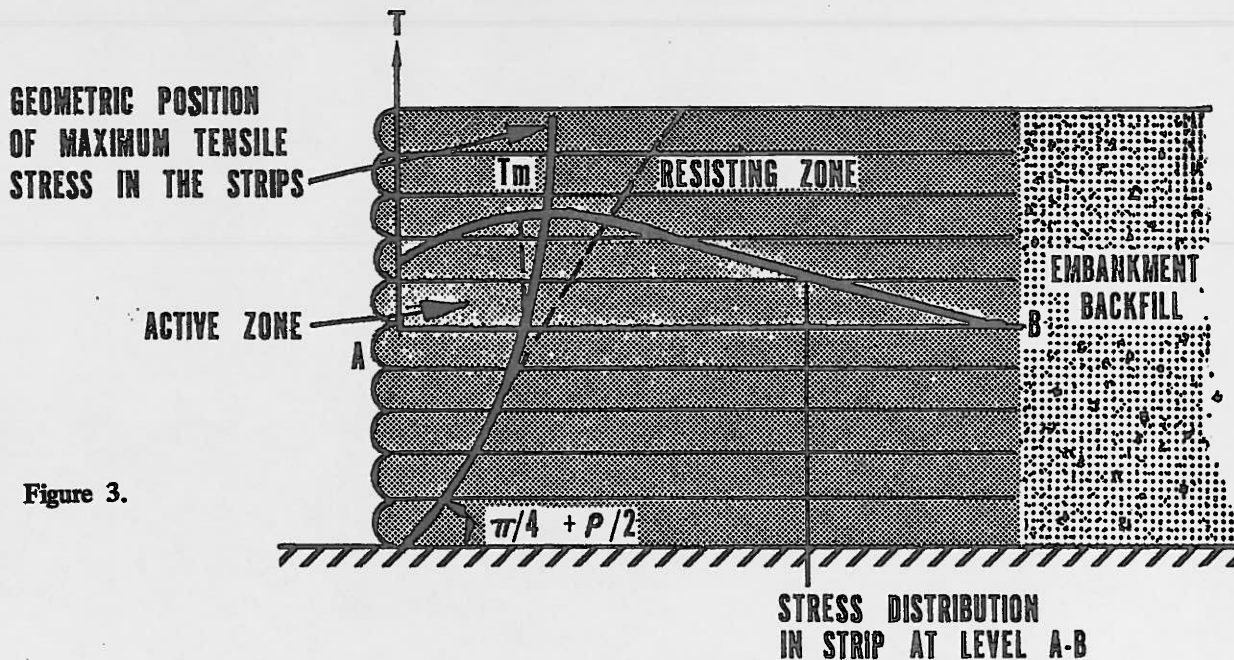 T
GEOMETRIC POSITION
OF MAXIMUM TENSILE
STRESS IN THE STRIPS
Tm
RESISTING ZONE
EMBANKMENT
BACKFILL
ACTIVE ZONE
A
B
Figure 3.
π/4 + ρ/2
STRESS DISTRIBUTION
IN STRIP AT LEVEL A-B